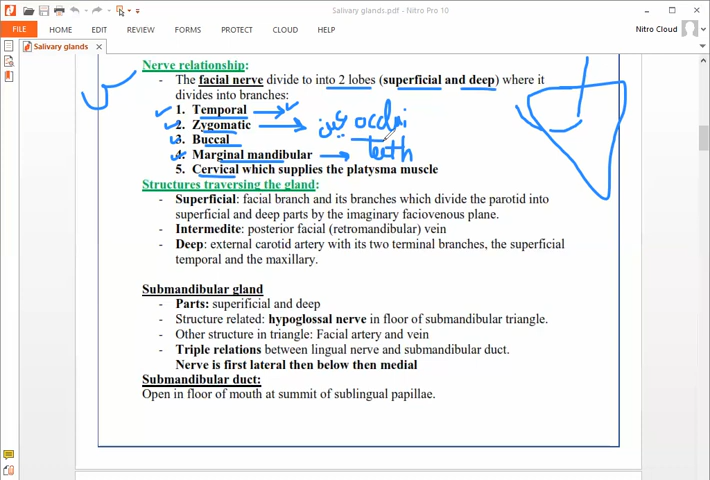 Salivary glands.pdf - Nitro Pro 10
FILE HOME EDIT REVIEW FORMS PROTECT CLOUD HELP
Nitro Cloud
Salivary glands
Nerve relationship:
- The facial nerve divide to into 2 lobes (superficial and deep) where it
divides into branches:
1. Temporal
2. Zygomatic
3. Buccal
4. Marginal mandibular
teeth
5. Cervical which supplies the platysma muscle
Structures traversing the gland:
- Superficial: facial branch and its branches which divide the parotid into
superficial and deep parts by the imaginary faciovenous plane.
- Intermedite: posterior facial (retromandibular) vein
- Deep: external carotid artery with its two terminal branches, the superficial
temporal and the maxillary.
Submandibular gland
- Parts: superificial and deep
- Structure related: hypoglossal nerve in floor of submandibular triangle.
- Other structure in triangle: Facial artery and vein
- Triple relations between lingual nerve and submandibular duct.
Nerve is first lateral then below then medial
Submandibular duct:
Open in floor of mouth at summit of sublingual papillae.